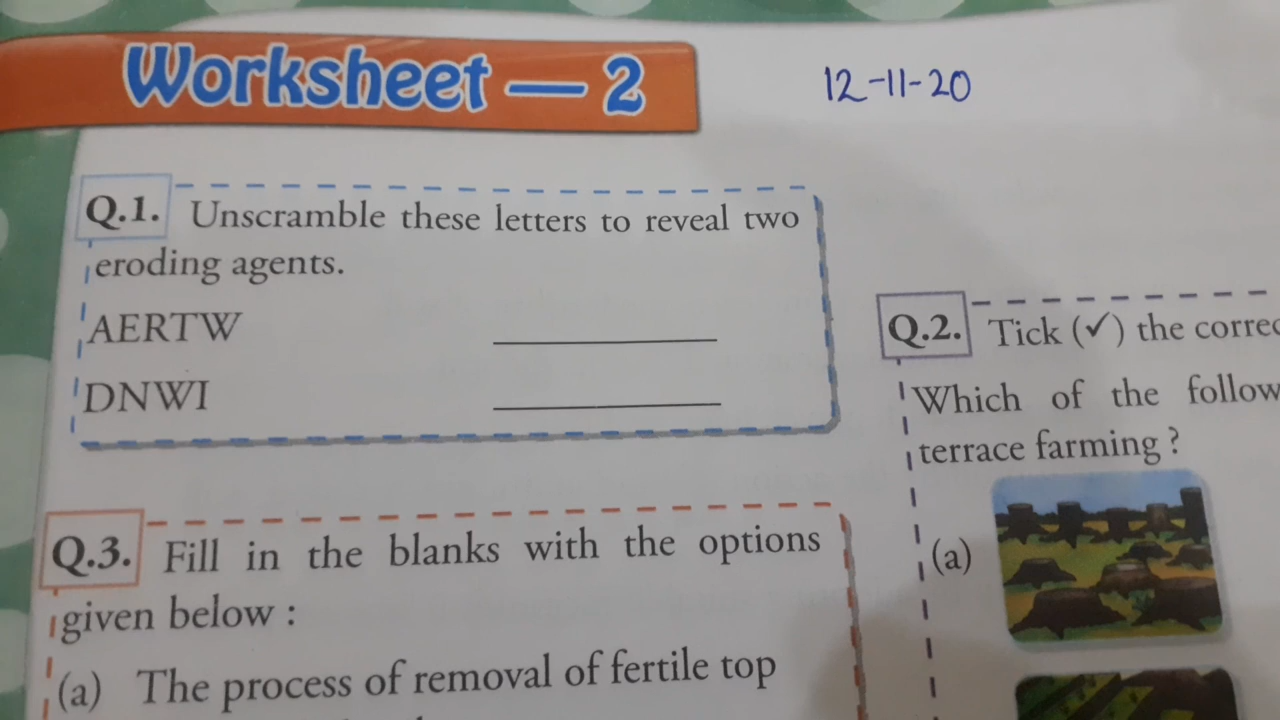 Worksheet — 2
12-11-20
Q.1. Unscramble these letters to reveal two
eroding agents.
AERTW
DNWI
Q.2. Tick (✓) the
Which of the
terrace farming ?
(a)
Q.3. Fill in the blanks with the options
given below :
(a) The process of removal of fertile top